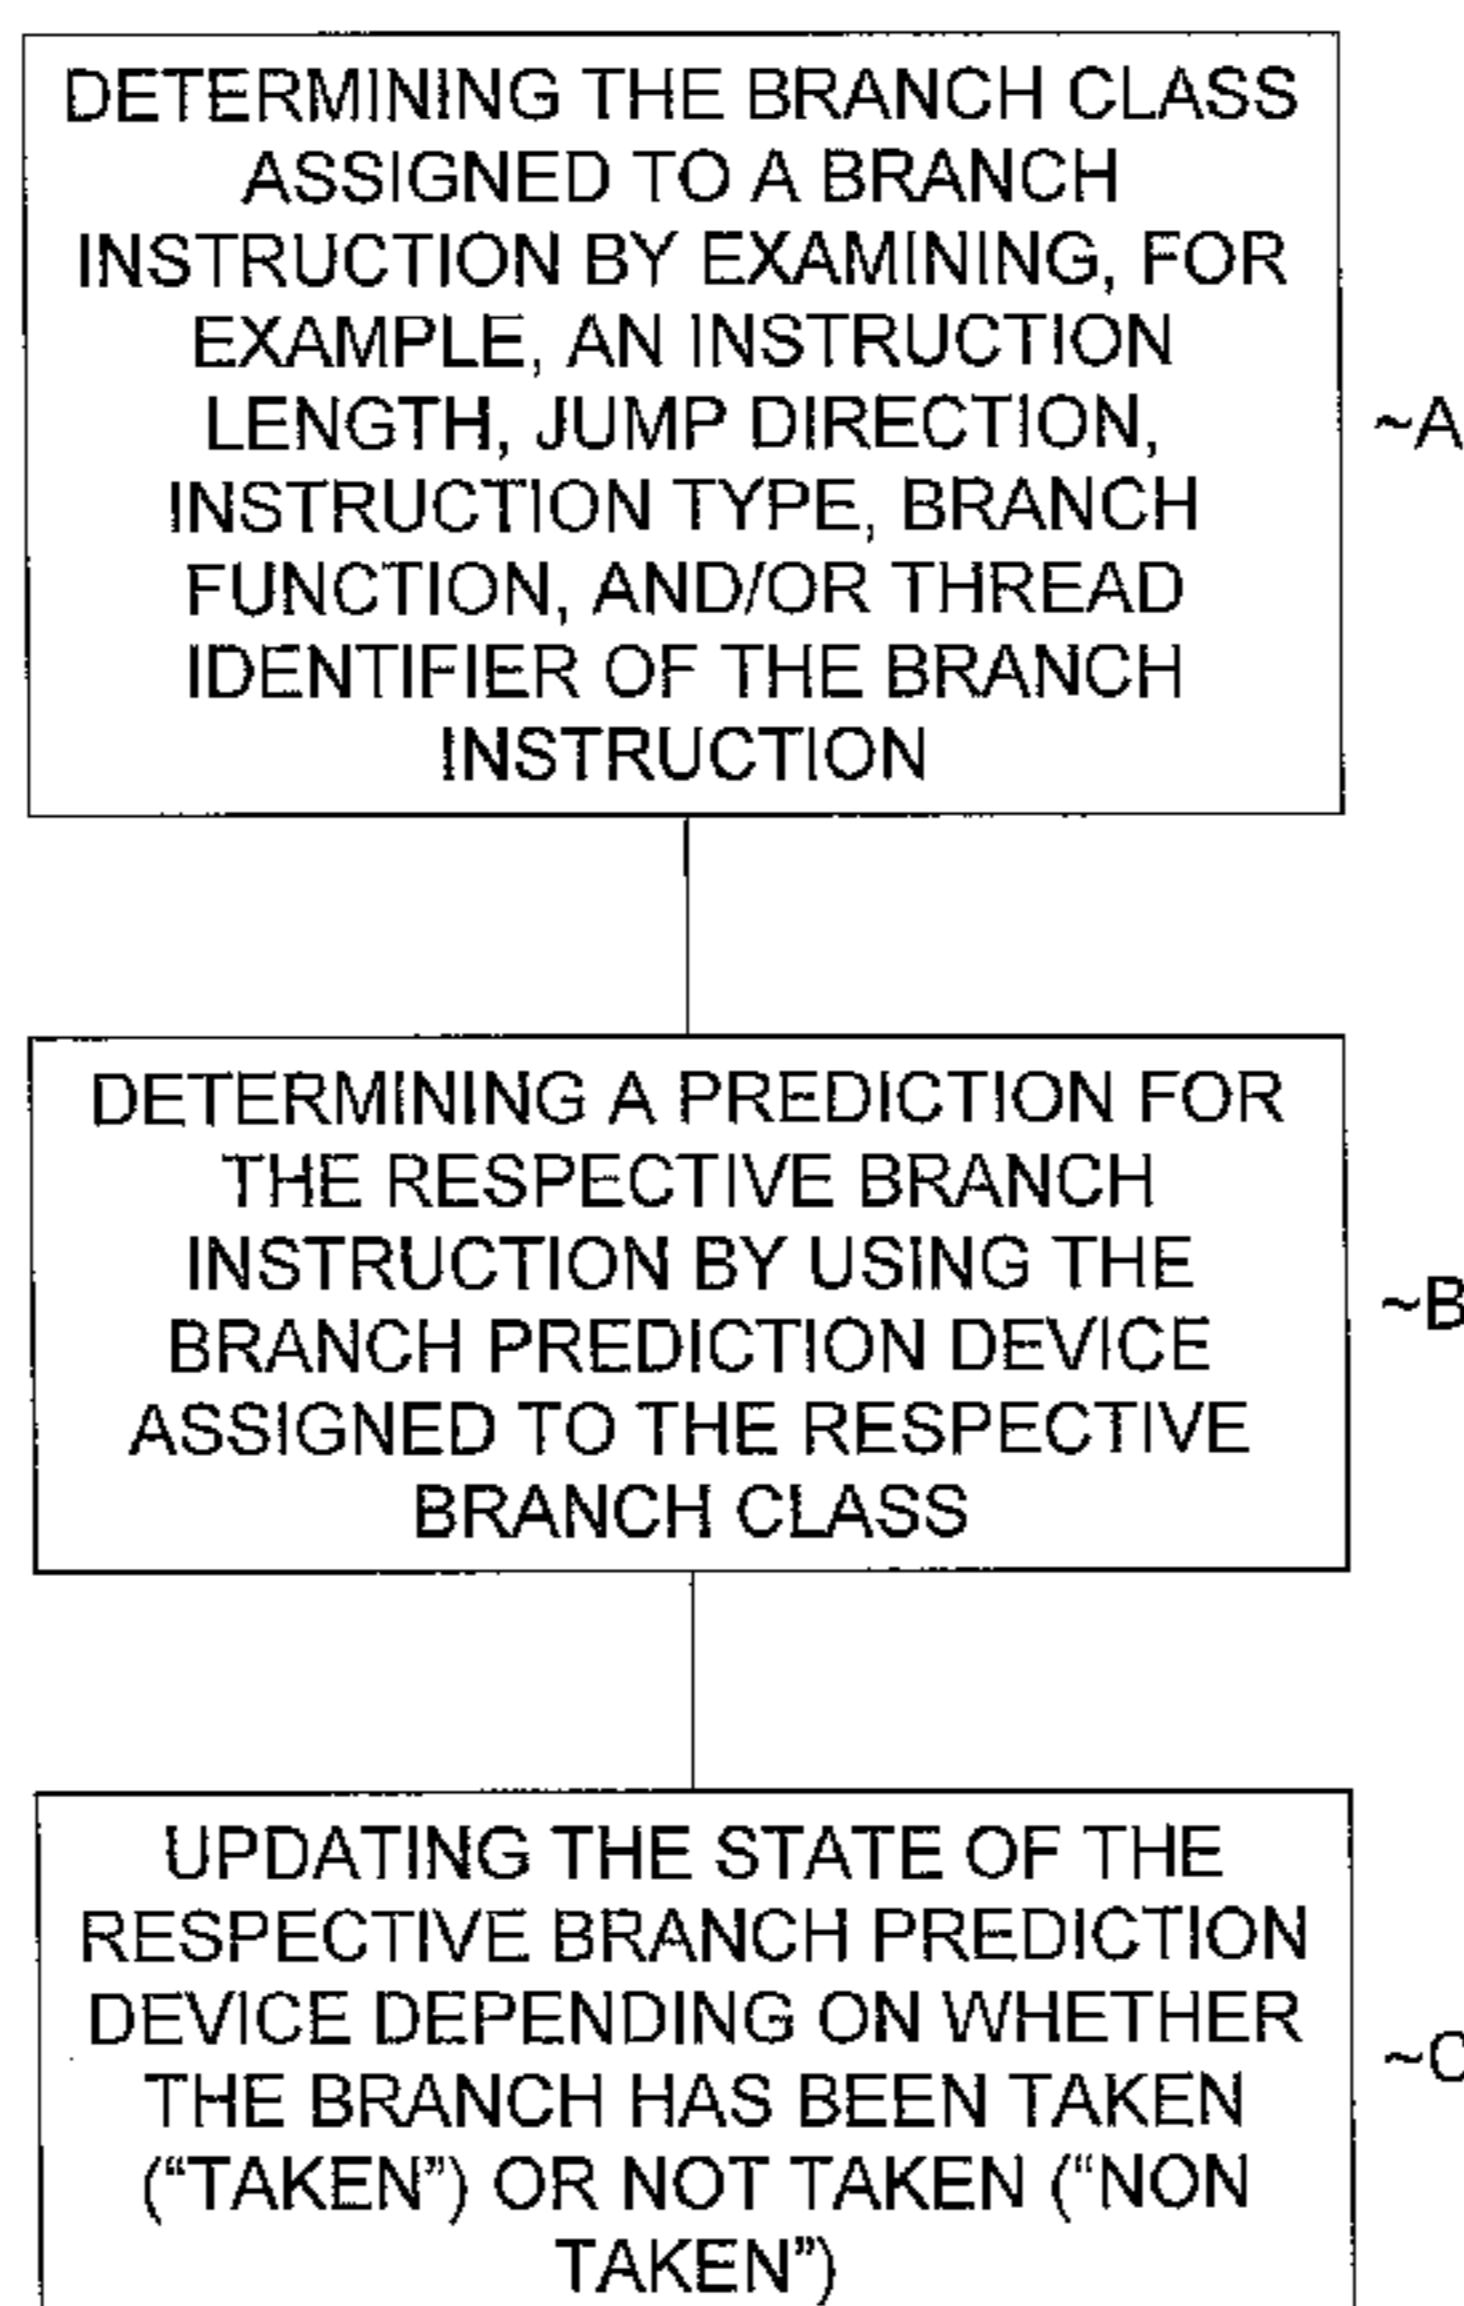 DETERMINING THE BRANCH CLASS
ASSIGNED TO A BRANCH
INSTRUCTION BY EXAMINING, FOR
EXAMPLE, AN INSTRUCTION
LENGTH, JUMP DIRECTION,
INSTRUCTION TYPE, BRANCH
FUNCTION, AND/OR THREAD
IDENTIFIER OF THE BRANCH
INSTRUCTION
~A
DETERMINING A PREDICTION FOR
THE RESPECTIVE BRANCH
INSTRUCTION BY USING THE
BRANCH PREDICTION DEVICE
ASSIGNED TO THE RESPECTIVE
BRANCH CLASS
~B
UPDATING THE STATE OF THE
RESPECTIVE BRANCH PREDICTION
DEVICE DEPENDING ON WHETHER
THE BRANCH HAS BEEN TAKEN
(“TAKEN”) OR NOT TAKEN (“NON
TAKEN”)
~C